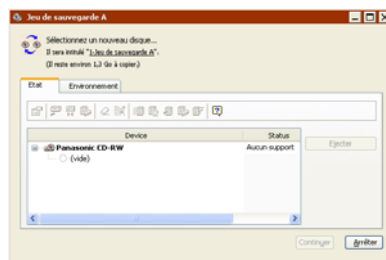 Jeu de sauvegarde A
Sélectionnez un nouveau disque...
Il sera intitulé "1-Jeu de sauvegarde A".
(Il reste environ 1,3 Go à copier.)
Etat Environnement
Device Status
Panasonic CD-RW Aucun support
(vide)
Ejecter
Continuer Arrêter